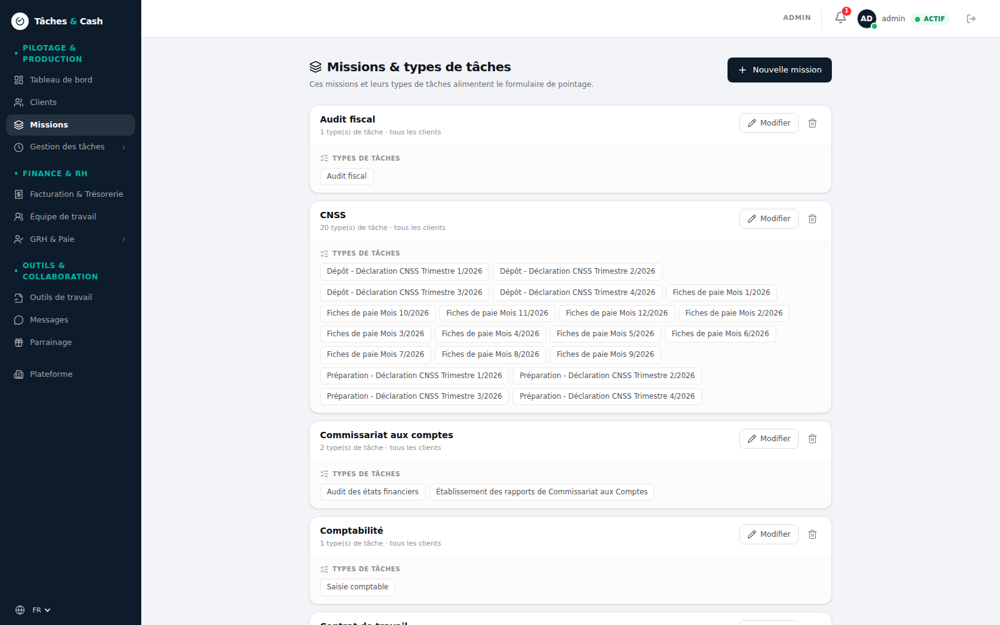 Tâches & Cash
PILOTAGE &
PRODUCTION
Tableau de bord
Clients
Missions
Gestion des tâches
FINANCE & RH
Facturation & Trésorerie
Équipe de travail
GRH & Paie
OUTILS &
COLLABORATION
Outils de travail
Messages
Parrainage
Plateforme
FR
ADMIN
1
AD
admin
ACTIF
Missions & types de tâches
Ces missions et leurs types de tâches alimentent le formulaire de pointage.
Nouvelle mission
Audit fiscal
1 type(s) de tâche · tous les clients
Modifier
TYPES DE TÂCHES
Audit fiscal
CNSS
20 type(s) de tâche · tous les clients
Modifier
TYPES DE TÂCHES
Dépôt - Déclaration CNSS Trimestre 1/2026 Dépôt - Déclaration CNSS Trimestre 2/2026
Dépôt - Déclaration CNSS Trimestre 3/2026 Dépôt - Déclaration CNSS Trimestre 4/2026 Fiches de paie Mois 1/2026
Fiches de paie Mois 10/2026 Fiches de paie Mois 11/2026 Fiches de paie Mois 12/2026 Fiches de paie Mois 2/2026
Fiches de paie Mois 3/2026 Fiches de paie Mois 4/2026 Fiches de paie Mois 5/2026 Fiches de paie Mois 6/2026
Fiches de paie Mois 7/2026 Fiches de paie Mois 8/2026 Fiches de paie Mois 9/2026
Préparation - Déclaration CNSS Trimestre 1/2026 Préparation - Déclaration CNSS Trimestre 2/2026
Préparation - Déclaration CNSS Trimestre 3/2026 Préparation - Déclaration CNSS Trimestre 4/2026
Commissariat aux comptes
2 type(s) de tâche · tous les clients
Modifier
TYPES DE TÂCHES
Audit des états financiers Établissement des rapports de Commissariat aux Comptes
Comptabilité
1 type(s) de tâche · tous les clients
Modifier
TYPES DE TÂCHES
Saisie comptable
Contrat de travail